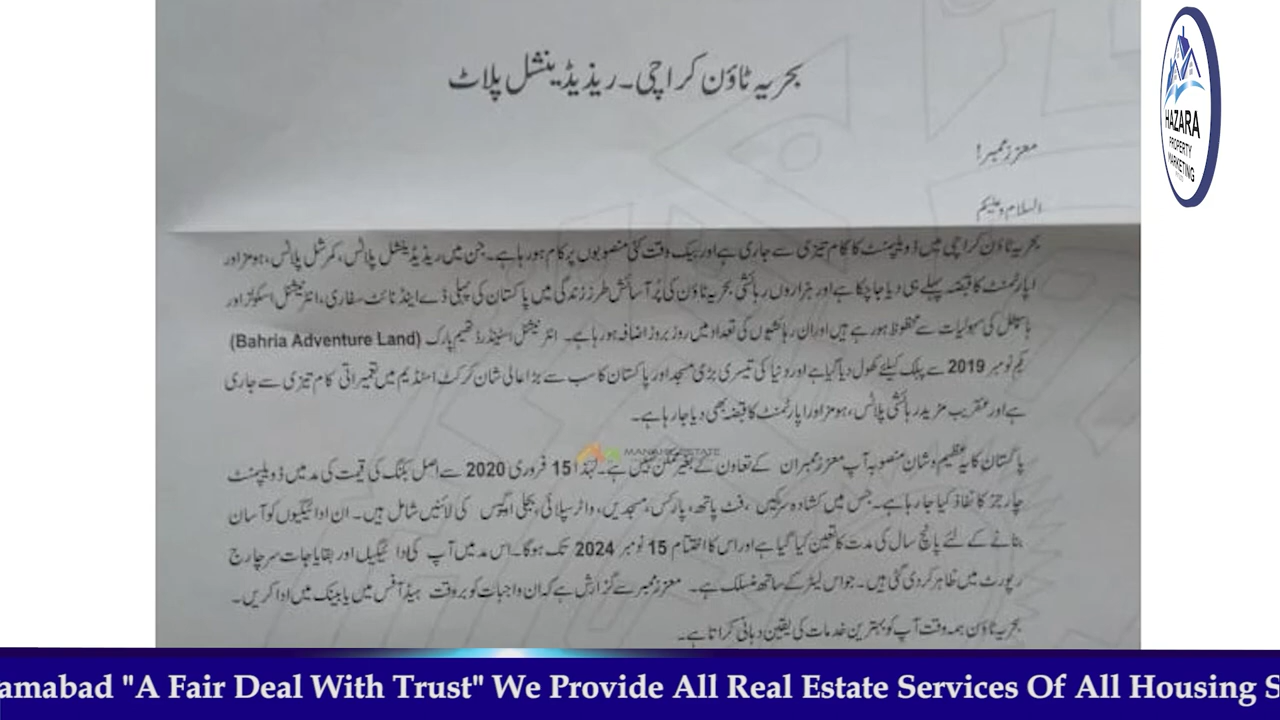 بحریہ ٹاؤن کراچی۔ریذیڈینشل پلاٹ
معزز ممبر!
السلام وعلیکم
بحریہ ٹاؤن کراچی میں ڈویلپمنٹ کا کام تیزی سے جاری ہے اور بیک وقت کئی منصوبوں پر کام ہو رہا ہے۔ جن میں ریذیڈینشل پلاٹس، کمرشل پلاٹس، ہومز اور
اپارٹمنٹ کا قبضہ پہلے ہی دیا جا چکا ہے اور ہزاروں رہائشی بحریہ ٹاؤن کی پُر آسائش طرز زندگی میں پاکستان کی پہلی ڈے اینڈ نائٹ سفاری، انٹرنیشنل اسکولز اور
ہاسپٹل کی سہولیات سے محظوظ ہو رہے ہیں اور ان رہائشیوں کی تعداد میں روز بروز اضافہ ہو رہا ہے۔ انٹرنیشنل اسٹینڈرڈ تھیم پارک (Bahria Adventure Land)
یکم نومبر 2019 سے پبلک کیلئے کھول دیا گیا ہے اور دنیا کی تیسری بڑی مسجد اور پاکستان کا سب سے بڑا عالی شان کرکٹ اسٹڈیم میں تعمیراتی کام تیزی سے جاری
ہے اور عنقریب مزید رہائشی پلاٹس، ہومز اور اپارٹمنٹ کا قبضہ بھی دیا جا رہا ہے۔
پاکستان کا یہ عظیم و شان منصوبہ آپ معزز ممبران کے تعاون کے بغیر ممکن نہیں ہے۔ لہٰذا 15 فروری 2020 سے اصل بکنگ کی قیمت کی مد میں ڈویلپمنٹ
چارجز کا نفاذ کیا جا رہا ہے۔ جس میں کشادہ سڑکیں، فٹ پاتھ، پارکس، مسجدیں، واٹر سپلائی، بجلی اور گیس کی لائنیں شامل ہیں۔ ان ادائیگیوں کو آسان
بنانے کے لئے پانچ سال کی مدت کا تعین کیا گیا ہے اور اس کا اختتام 15 نومبر 2024 تک ہوگا۔ اس مد میں آپ کی ادائیگیاں اور بقایا جات سرچارج
رپورٹ میں ظاہر کر دی گئی ہیں۔ جو اس لیٹر کے ساتھ منسلک ہے۔ معزز ممبر سے گزارش ہے کہ ان واجبات کو بروقت ہیڈ آفس میں یا بینک میں ادا کریں۔
بحریہ ٹاؤن ہمہ وقت آپ کو بہترین خدمات کی یقین دہانی کراتا ہے۔
HAZARA
PROPERTY
MARKETING
amabad "A Fair Deal With Trust" We Provide All Real Estate Services Of All Housing S